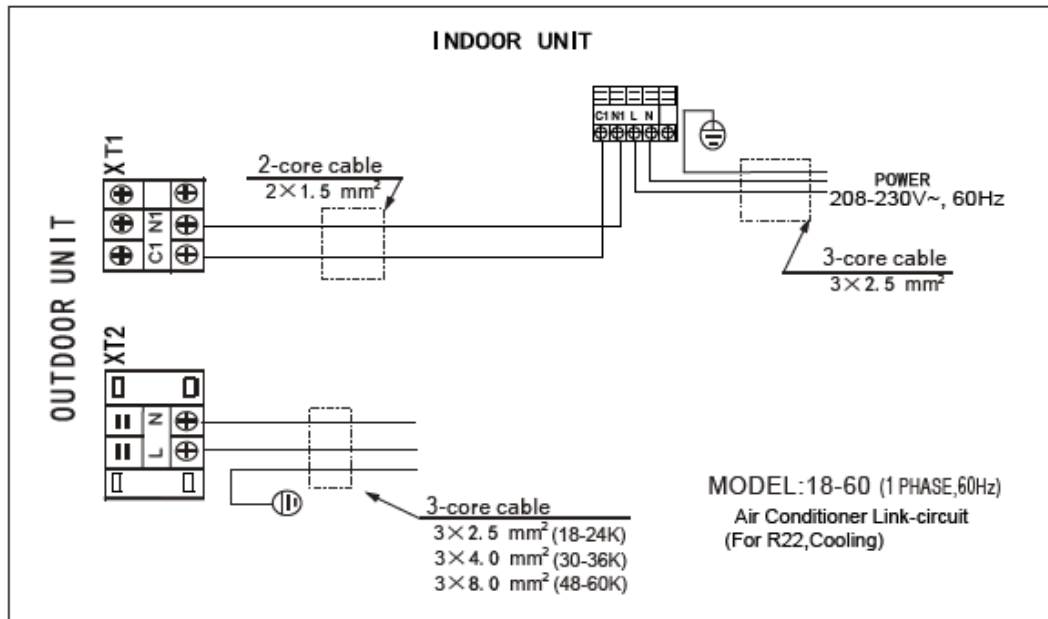 INDOOR UNIT
C1 N1 L N
XT1
2-core cable
2×1.5 mm²
N1
C1
POWER
208-230V~, 60Hz
3-core cable
3×2.5 mm²
OUTDOOR UNIT
XT2
N
L
3-core cable
3×2.5 mm² (18-24K)
3×4.0 mm² (30-36K)
3×8.0 mm² (48-60K)
MODEL:18-60 (1 PHASE,60Hz)
Air Conditioner Link-circuit
(For R22,Cooling)